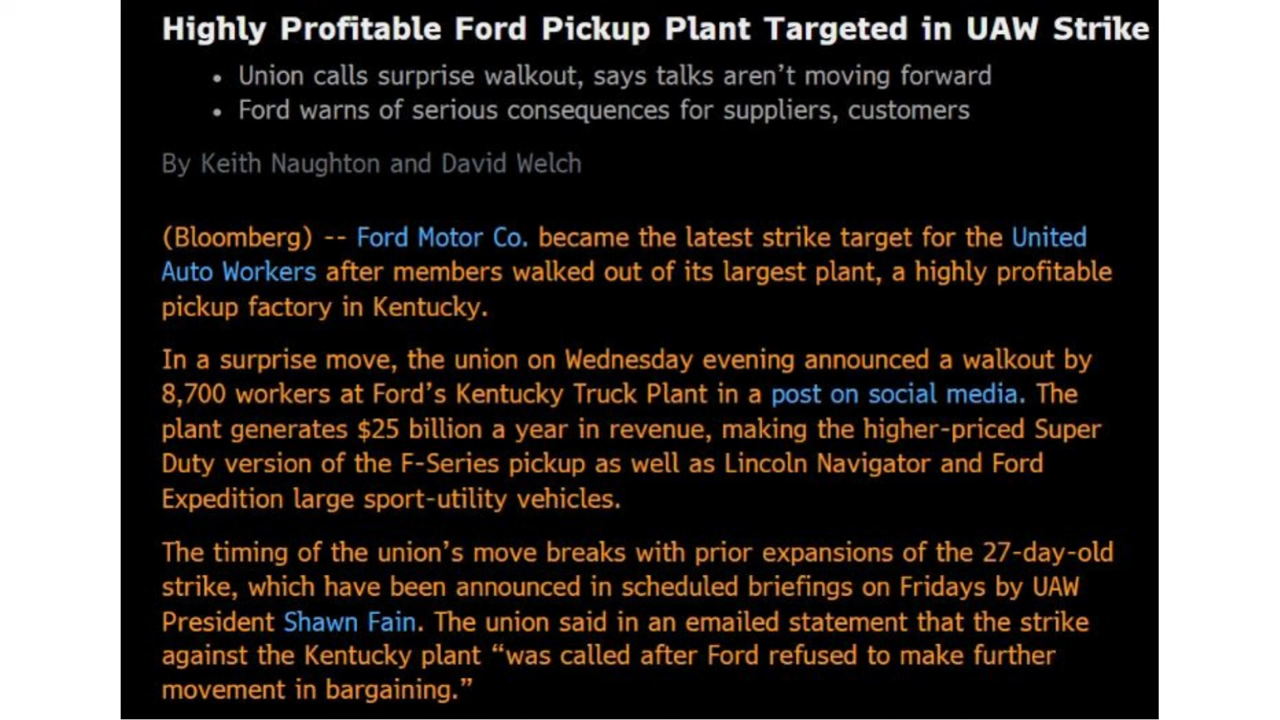 Highly Profitable Ford Pickup Plant Targeted in UAW Strike
• Union calls surprise walkout, says talks aren't moving forward
• Ford warns of serious consequences for suppliers, customers
By Keith Naughton and David Welch
(Bloomberg) -- Ford Motor Co. became the latest strike target for the United
Auto Workers after members walked out of its largest plant, a highly profitable
pickup factory in Kentucky.
In a surprise move, the union on Wednesday evening announced a walkout by
8,700 workers at Ford’s Kentucky Truck Plant in a post on social media. The
plant generates $25 billion a year in revenue, making the higher-priced Super
Duty version of the F-Series pickup as well as Lincoln Navigator and Ford
Expedition large sport-utility vehicles.
The timing of the union’s move breaks with prior expansions of the 27-day-old
strike, which have been announced in scheduled briefings on Fridays by UAW
President Shawn Fain. The union said in an emailed statement that the strike
against the Kentucky plant “was called after Ford refused to make further
movement in bargaining.”